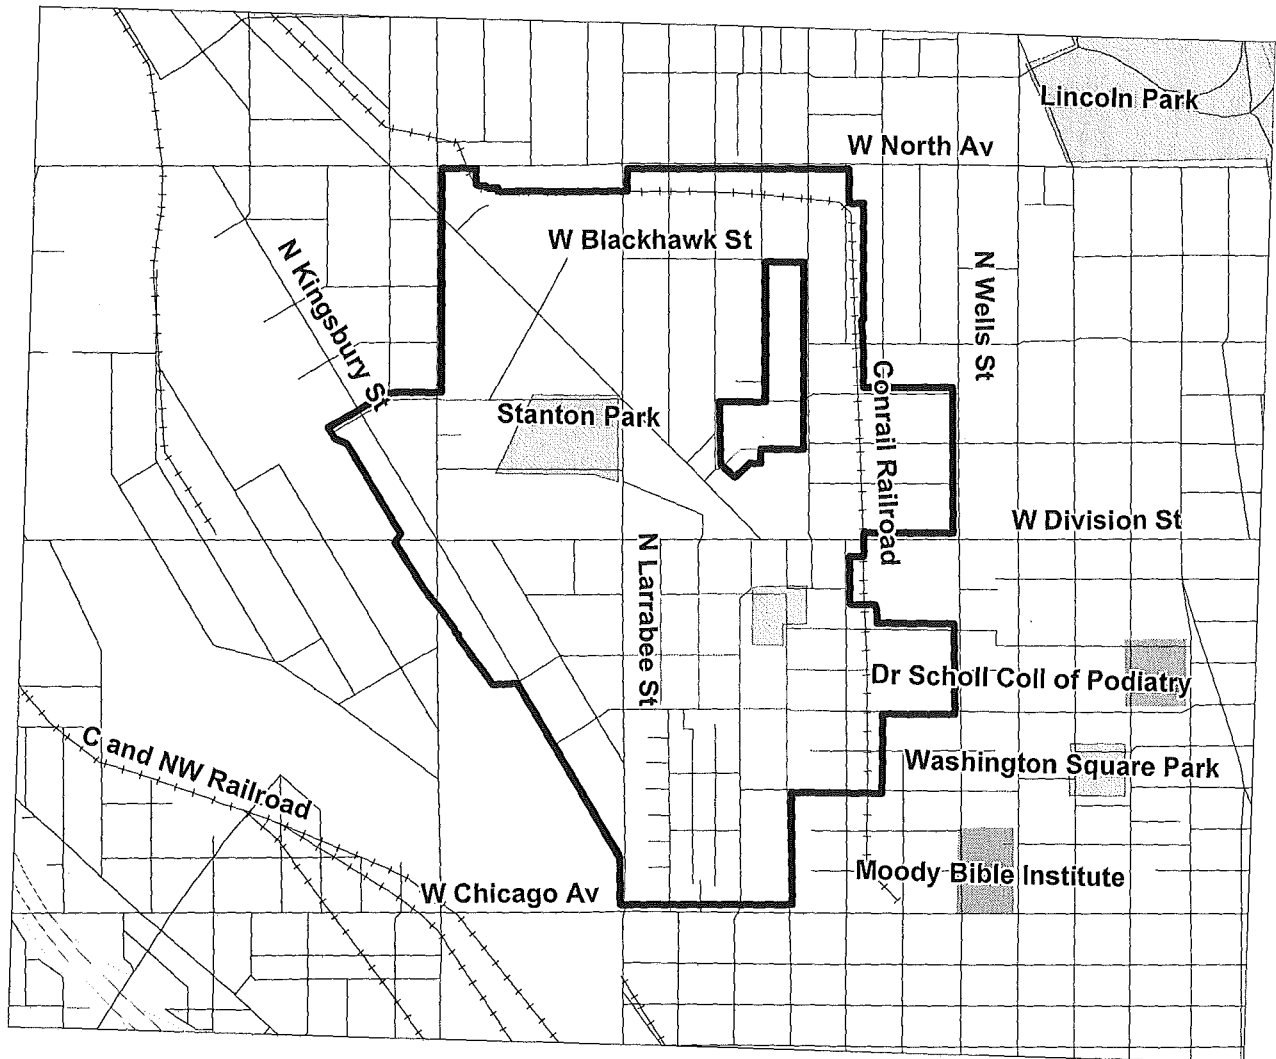 Lincoln Park
W North Av
W Blackhawk St
N Kingsbury St
N Wells St
Conrail Railroad
Stanton Park
W Division St
N Larrabee St
Dr Scholl Coll of Podiatry
C and NW Railroad
Washington Square Park
Moody Bible Institute
W Chicago Av